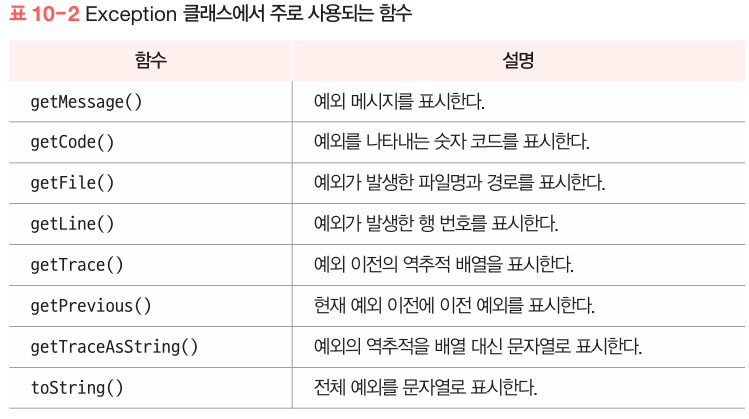 표 10-2 Exception 클래스에서 주로 사용되는 함수
함수 설명
getMessage() 예외 메시지를 표시한다.
getCode() 예외를 나타내는 숫자 코드를 표시한다.
getFile() 예외가 발생한 파일명과 경로를 표시한다.
getLine() 예외가 발생한 행 번호를 표시한다.
getTrace() 예외 이전의 역추적 배열을 표시한다.
getPrevious() 현재 예외 이전에 이전 예외를 표시한다.
getTraceAsString() 예외의 역추적을 배열 대신 문자열로 표시한다.
toString() 전체 예외를 문자열로 표시한다.